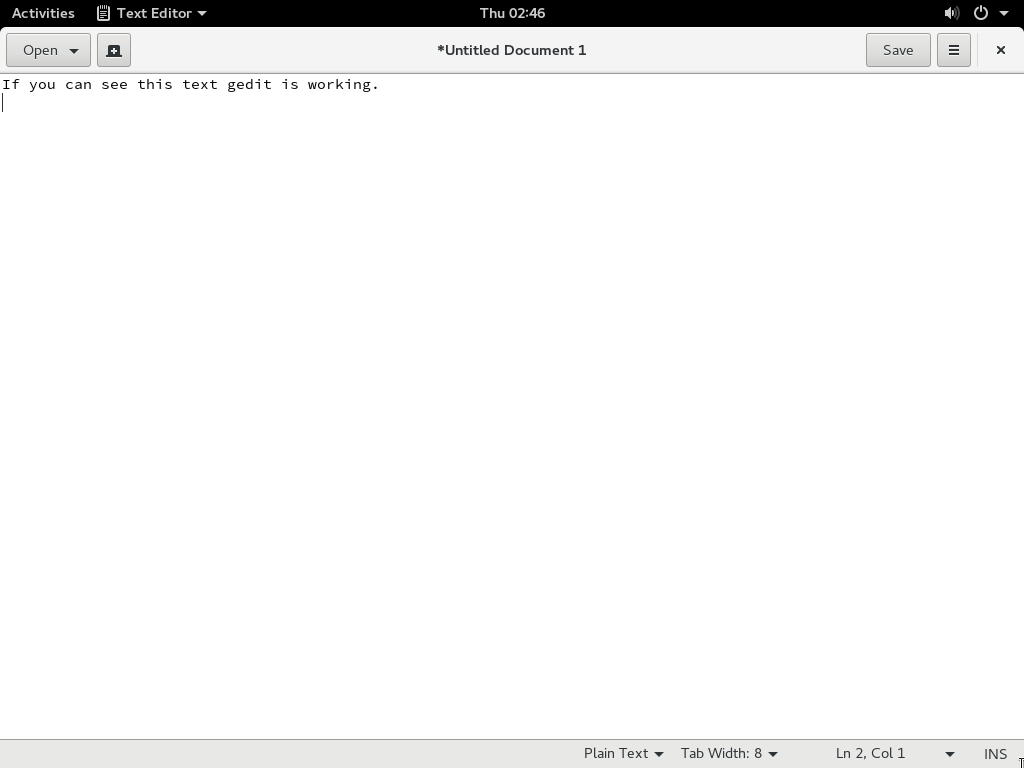 Activities Text Editor Thu 02:46
Open *Untitled Document 1 Save
If you can see this text gedit is working.
Plain Text Tab Width: 8 Ln 2, Col 1 INS